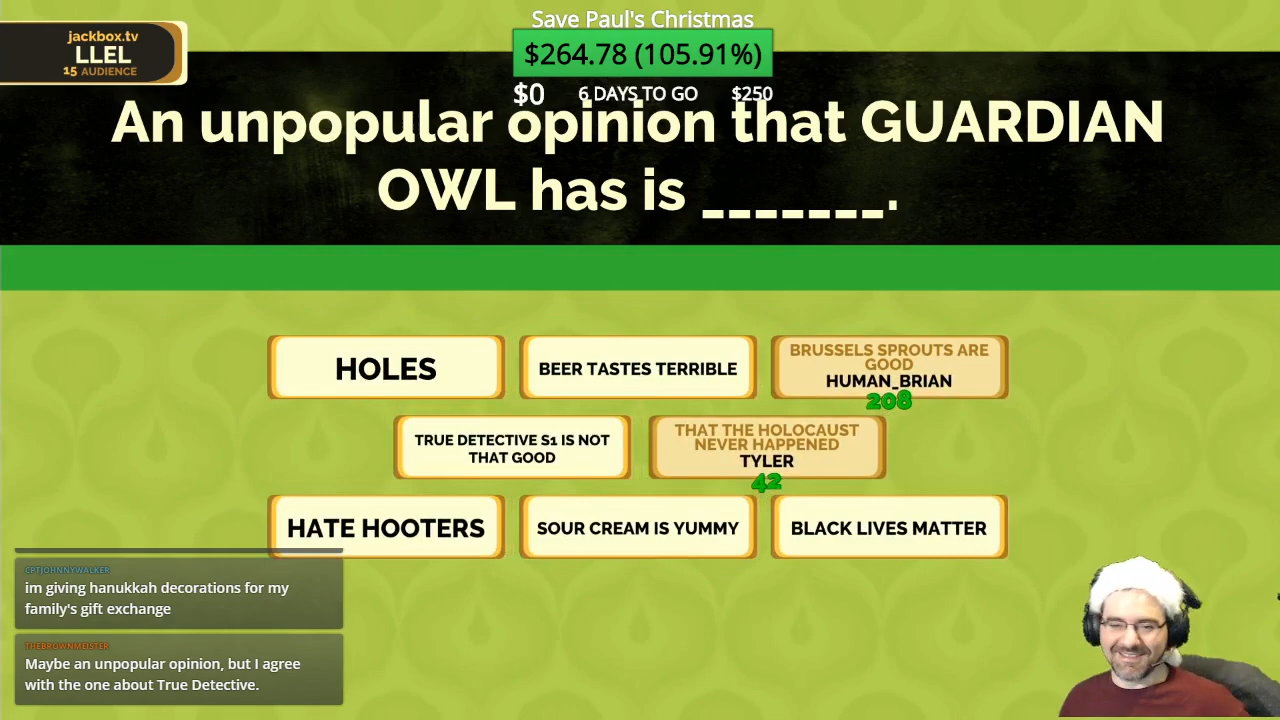 jackbox.tv
LLEL
15 AUDIENCE
Save Paul's Christmas
$264.78 (105.91%)
$0 6 DAYS TO GO $250
An unpopular opinion that GUARDIAN
OWL has is _______.
HOLES
BEER TASTES TERRIBLE
BRUSSELS SPROUTS ARE
GOOD
HUMAN_BRIAN
208
TRUE DETECTIVE S1 IS NOT
THAT GOOD
THAT THE HOLOCAUST
NEVER HAPPENED
TYLER
42
HATE HOOTERS
SOUR CREAM IS YUMMY
BLACK LIVES MATTER
CPTJOHNNYWALKER
im giving hanukkah decorations for my
family's gift exchange
THEBROWNMEISTER
Maybe an unpopular opinion, but I agree
with the one about True Detective.